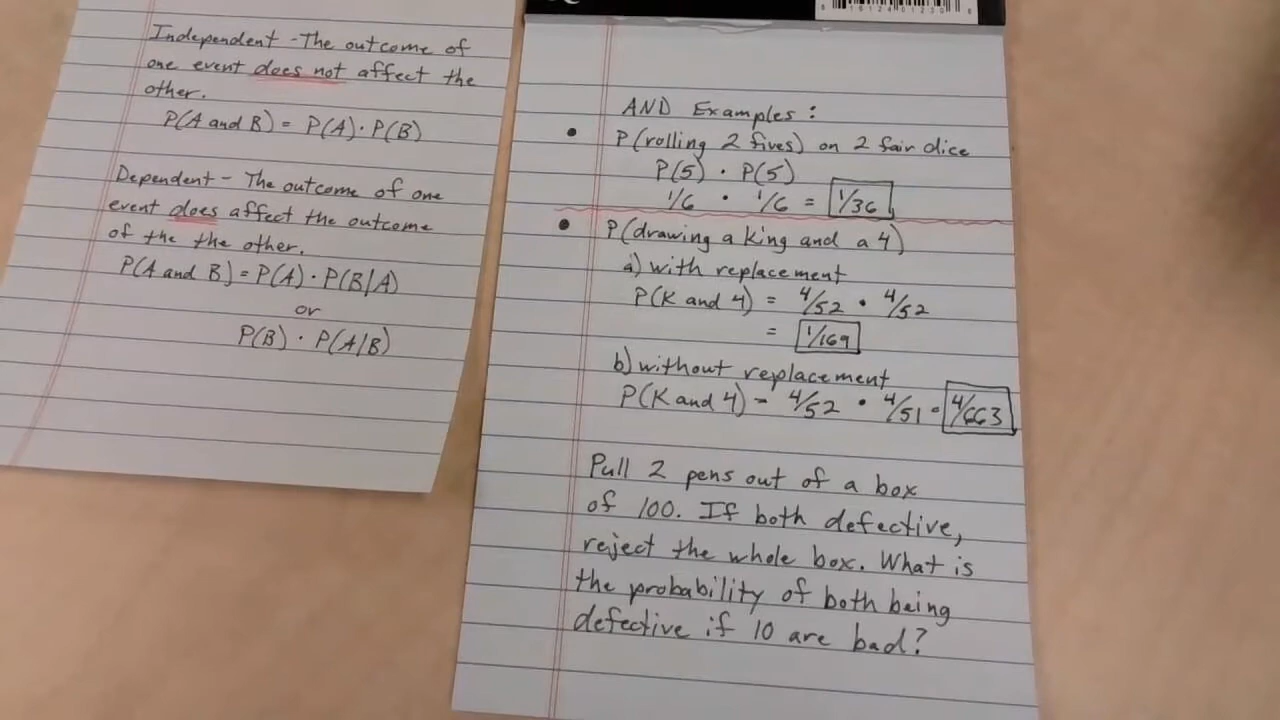 Independent - The outcome of
one event does not affect the
other.
P(A and B) = P(A) · P(B)
Dependent - The outcome of one
event does affect the outcome
of the the other.
P(A and B) = P(A) · P(B|A)
or
P(B) · P(A|B)
AND Examples:
• P(rolling 2 fives) on 2 fair dice
P(5) · P(5)
1/6 · 1/6 = 1/36
• P(drawing a King and a 4)
a) with replacement
P(K and 4) = 4/52 · 4/52
= 1/169
b) without replacement
P(K and 4) = 4/52 · 4/51 = 4/663
Pull 2 pens out of a box
of 100. If both defective,
reject the whole box. What is
the probability of both being
defective if 10 are bad?